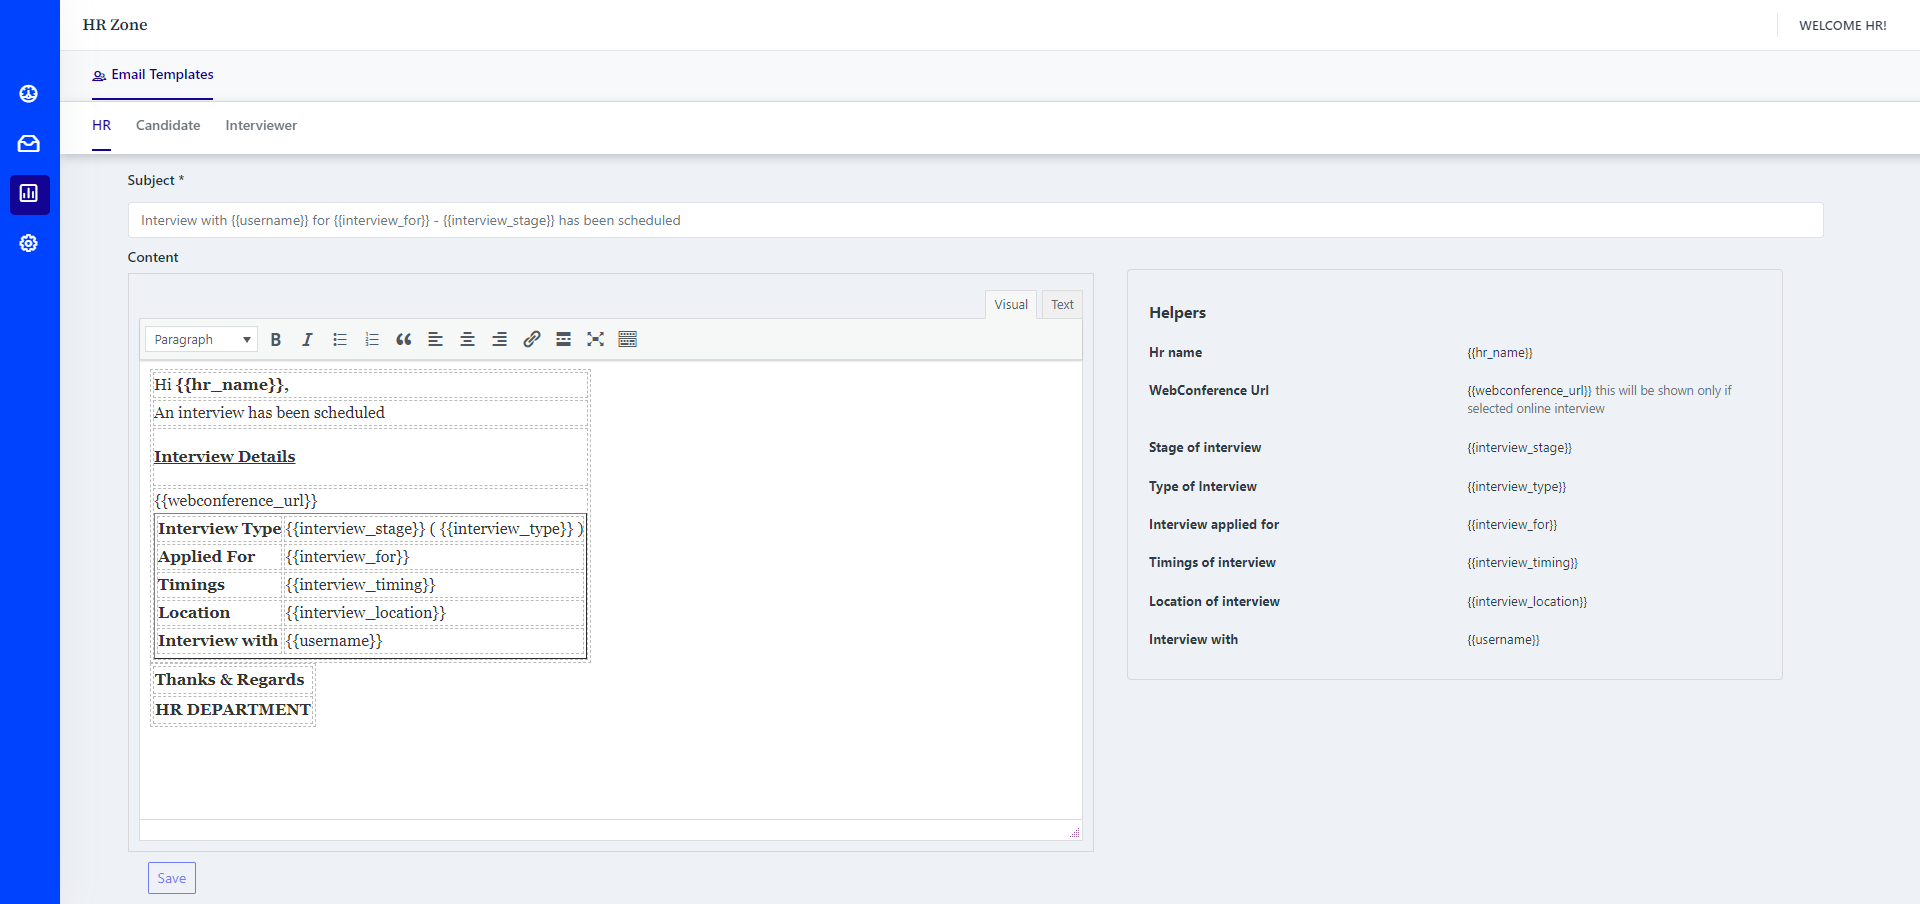 HR Zone
WELCOME HR!
Email Templates
HR Candidate Interviewer
Subject *
Interview with {{username}} for {{interview_for}} - {{interview_stage}} has been scheduled
Content
Visual Text
Paragraph
Hi {{hr_name}},
An interview has been scheduled
Interview Details
{{webconference_url}}
Interview Type {{interview_stage}} ( {{interview_type}} )
Applied For {{interview_for}}
Timings {{interview_timing}}
Location {{interview_location}}
Interview with {{username}}
Thanks & Regards
HR DEPARTMENT
Save
Helpers
Hr name {{hr_name}}
WebConference Url {{webconference_url}} this will be shown only if
selected online interview
Stage of interview {{interview_stage}}
Type of Interview {{interview_type}}
Interview applied for {{interview_for}}
Timings of interview {{interview_timing}}
Location of interview {{interview_location}}
Interview with {{username}}